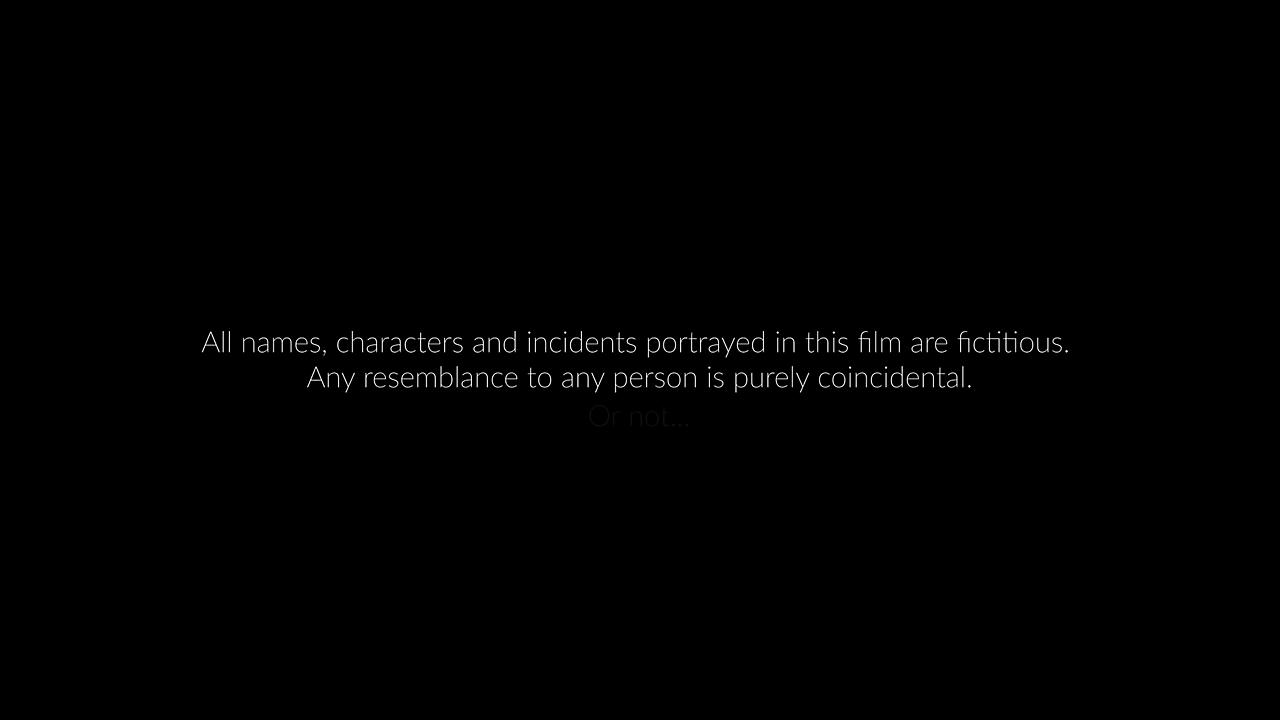 All names, characters and incidents portrayed in this film are fictitious.
Any resemblance to any person is purely coincidental.
Or not...